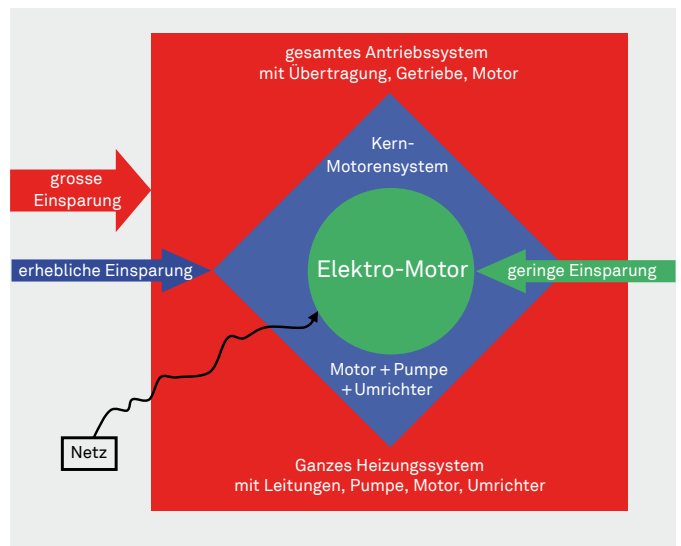 gesamtes Antriebssystem
mit Übertragung, Getriebe, Motor
Kern-
Motorensystem
grosse
Einsparung
erhebliche Einsparung
Elektro-Motor
geringe Einsparung
Motor + Pumpe
+ Umrichter
Netz
Ganzes Heizungssystem
mit Leitungen, Pumpe, Motor, Umrichter